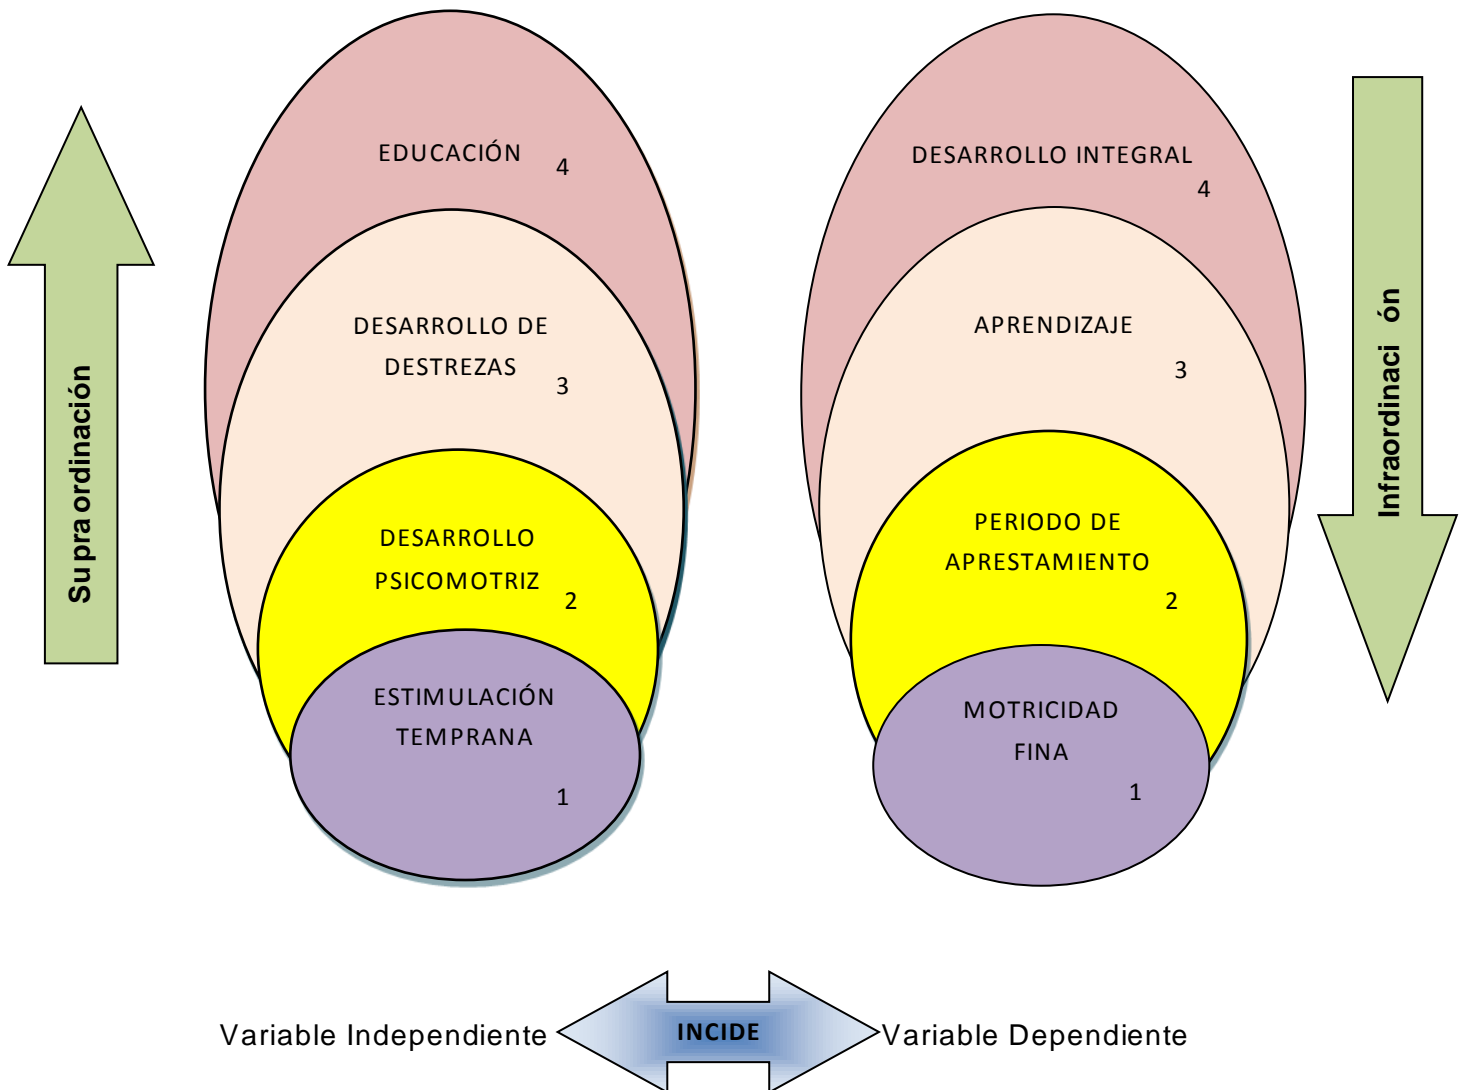 EDUCACIÓN 4
DESARROLLO DE
DESTREZAS 3
DESARROLLO
PSICOMOTRIZ 2
ESTIMULACIÓN
TEMPRANA
1
DESARROLLO INTEGRAL
4
APRENDIZAJE
3
PERIODO DE
APRESTAMIENTO
2
MOTRICIDAD
FINA
1
Supraordinación
Infraordinaci ón
Variable Independiente INCIDE Variable Dependiente